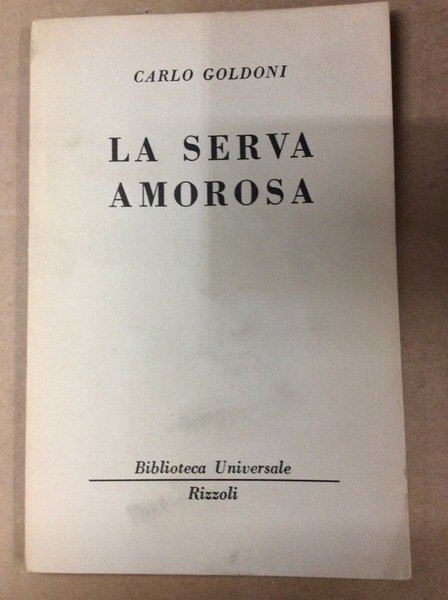 CARLO GOLDONI
LA SERVA
AMOROSA
Biblioteca Universale
Rizzoli